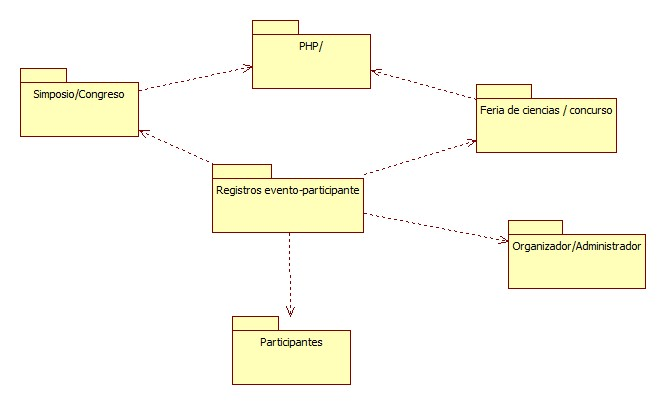 PHP/
Simposio/Congreso
Feria de ciencias / concurso
Registros evento-participante
Organizador/Administrador
Participantes